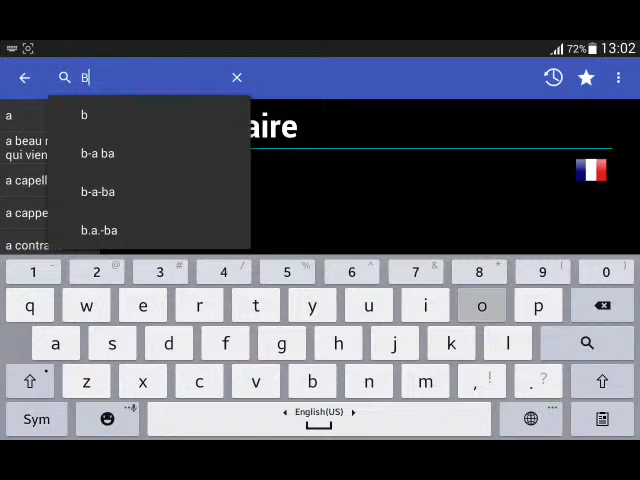 72% 13:02
B
a
aire
a beau
qui vien
a capell
a cappe
a contra
b
b-a ba
b-a-ba
b.a.-ba
1 - 2 @ 3 # 4 / 5 % 6 ^ 7 & 8 * 9 ( 0 )
q w e r t y u i o p
a s d f g h j k l
z x c v b n m , ! . ?
Sym English(US)